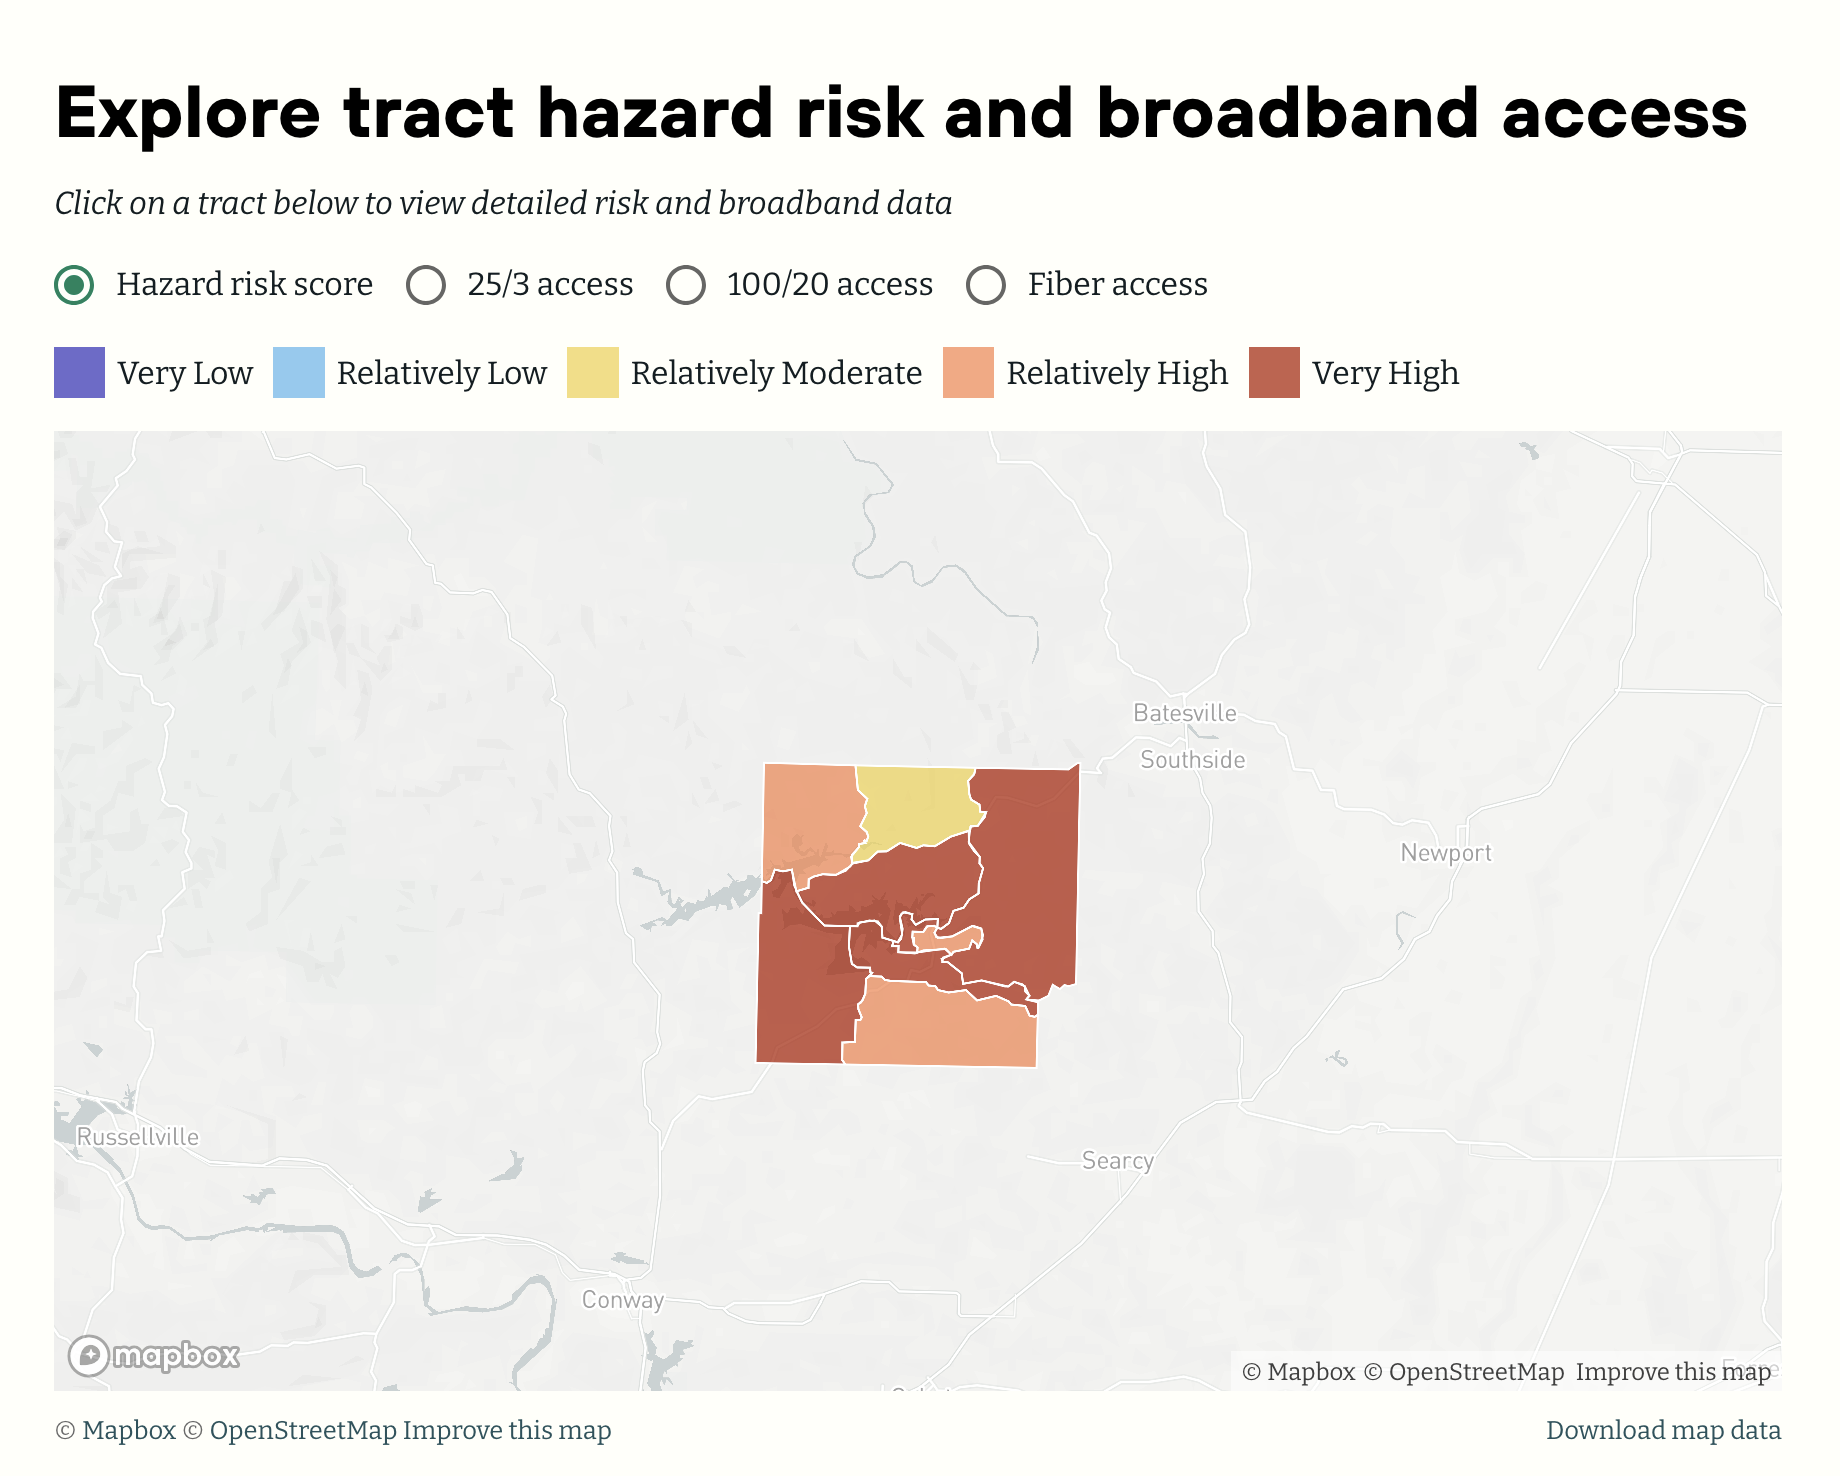 Explore tract hazard risk and broadband access
Click on a tract below to view detailed risk and broadband data
Hazard risk score 25/3 access 100/20 access Fiber access
Very Low Relatively Low Relatively Moderate Relatively High Very High
Batesville
Southside
Newport
Russellville
Searcy
Conway
mapbox
© Mapbox © OpenStreetMap Improve this map
© Mapbox © OpenStreetMap Improve this map
Download map data